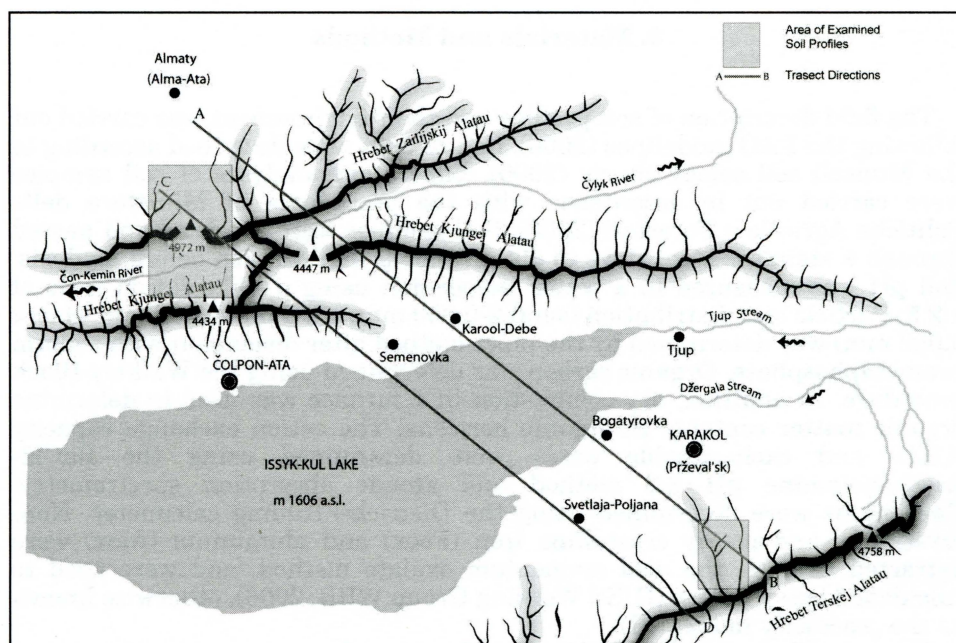 Area of Examined
Soil Profiles
A B Trasect Directions
Almaty
(Alma-Ata)
A
Hrebet Zailijskij Alatau
Čylyk River
C
4972 m
Hrebet Kjungej Alatau
4447 m
Čon-Kemin River
Hrebet Kjungej Alatau
4434 m
Karool-Debe
Tjup Stream
Semenovka
Tjup
ČOLPON-ATA
Džergala Stream
Bogatyrovka
KARAKOL
(Prževal'sk)
ISSYK-KUL LAKE
m 1606 a.s.l.
Svetlaja-Poljana
4758 m
B
Hrebet Terskej Alatau
D